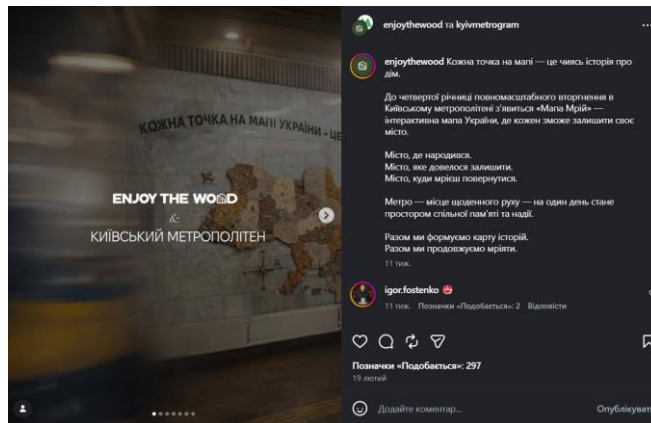 КОЖНА ТОЧКА НА МАПІ УКРАЇНИ - ЦЕ
ENJOY THE WOOD
&
КИЇВСЬКИЙ МЕТРОПОЛІТЕН
enjoythewood та kyivmetrogram
enjoythewood Кожна точка на мапі — це чиясь історія про
дім.
До четвертої річниці повномасштабного вторгнення в
Київському метрополітені з’явиться «Мапа Мрій» —
інтерактивна мапа України, де кожен зможе залишити своє
місто.
Місто, де народився.
Місто, яке довелося залишити.
Місто, куди мрієш повернутися.
Метро — місце щоденного руху — на один день стане
простором спільної пам’яті та надії.
Разом ми формуємо карту історій.
Разом ми продовжуємо мріяти.
11 тиж.
igor.fostenko
11 тиж. Позначки «Подобається»: 2 Відповісти
Позначки «Подобається»: 297
19 лютий
Додайте коментар... Опублікувати